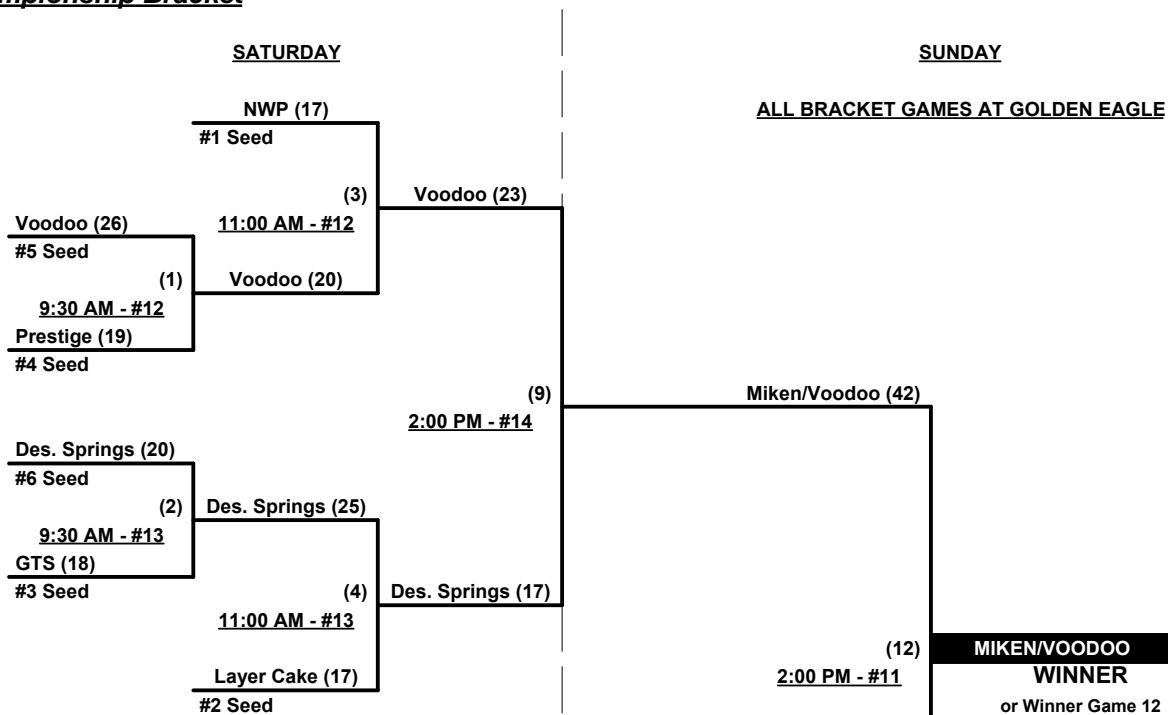 Championship Bracket
SATURDAY
SUNDAY
NWP (17)
ALL BRACKET GAMES AT GOLDEN EAGLE
#1 Seed
(3)
Voodoo (23)
Voodoo (26)
11:00 AM - #12
#5 Seed
(1)
Voodoo (20)
9:30 AM - #12
Prestige (19)
#4 Seed
(9)
Miken/Voodoo (42)
2:00 PM - #14
Des. Springs (20)
#6 Seed
(2)
Des. Springs (25)
9:30 AM - #13
GTS (18)
#3 Seed
(4)
Des. Springs (17)
11:00 AM - #13
(12)
MIKEN/VOODOO
Layer Cake (17)
2:00 PM - #11
WINNER
#2 Seed
or Winner Game 12